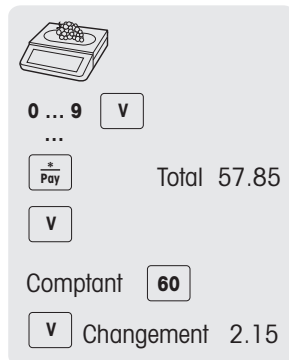 0 ... 9 V
...
* Pay Total 57.85
V
Comptant 60
V Changement 2.15